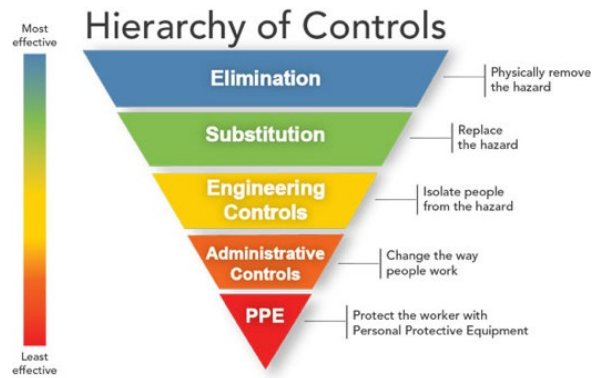 Hierarchy of Controls
Most
effective
Elimination
Physically remove
the hazard
Substitution
Replace
the hazard
Engineering
Controls
Isolate people
from the hazard
Administrative
Controls
Change the way
people work
PPE
Protect the worker with
Personal Protective Equipment
Least
effective